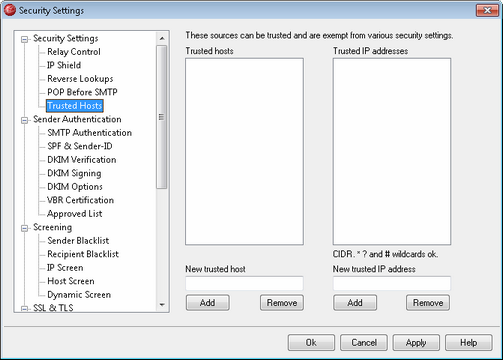 Security Settings
These sources can be trusted and are exempt from various security settings.
Security Settings
Relay Control
IP Shield
Reverse Lookups
POP Before SMTP
Trusted Hosts
Sender Authentication
SMTP Authentication
SPF & Sender-ID
DKIM Verification
DKIM Signing
DKIM Options
VBR Certification
Approved List
Screening
Sender Blacklist
Recipient Blacklist
IP Screen
Host Screen
Dynamic Screen
SSL & TLS
Trusted hosts
Trusted IP addresses
CIDR, * ? and # wildcards ok.
New trusted host
New trusted IP address
Add
Remove
Add
Remove
Ok
Cancel
Apply
Help